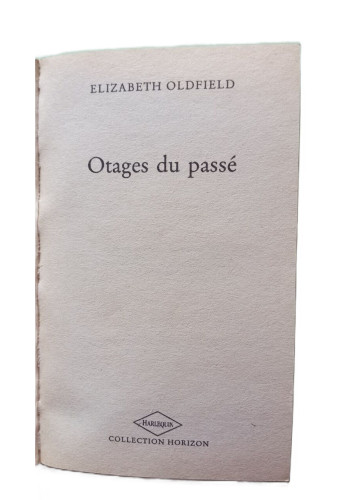 ELIZABETH OLDFIELD
Otages du passé
HARLEQUIN
COLLECTION HORIZON